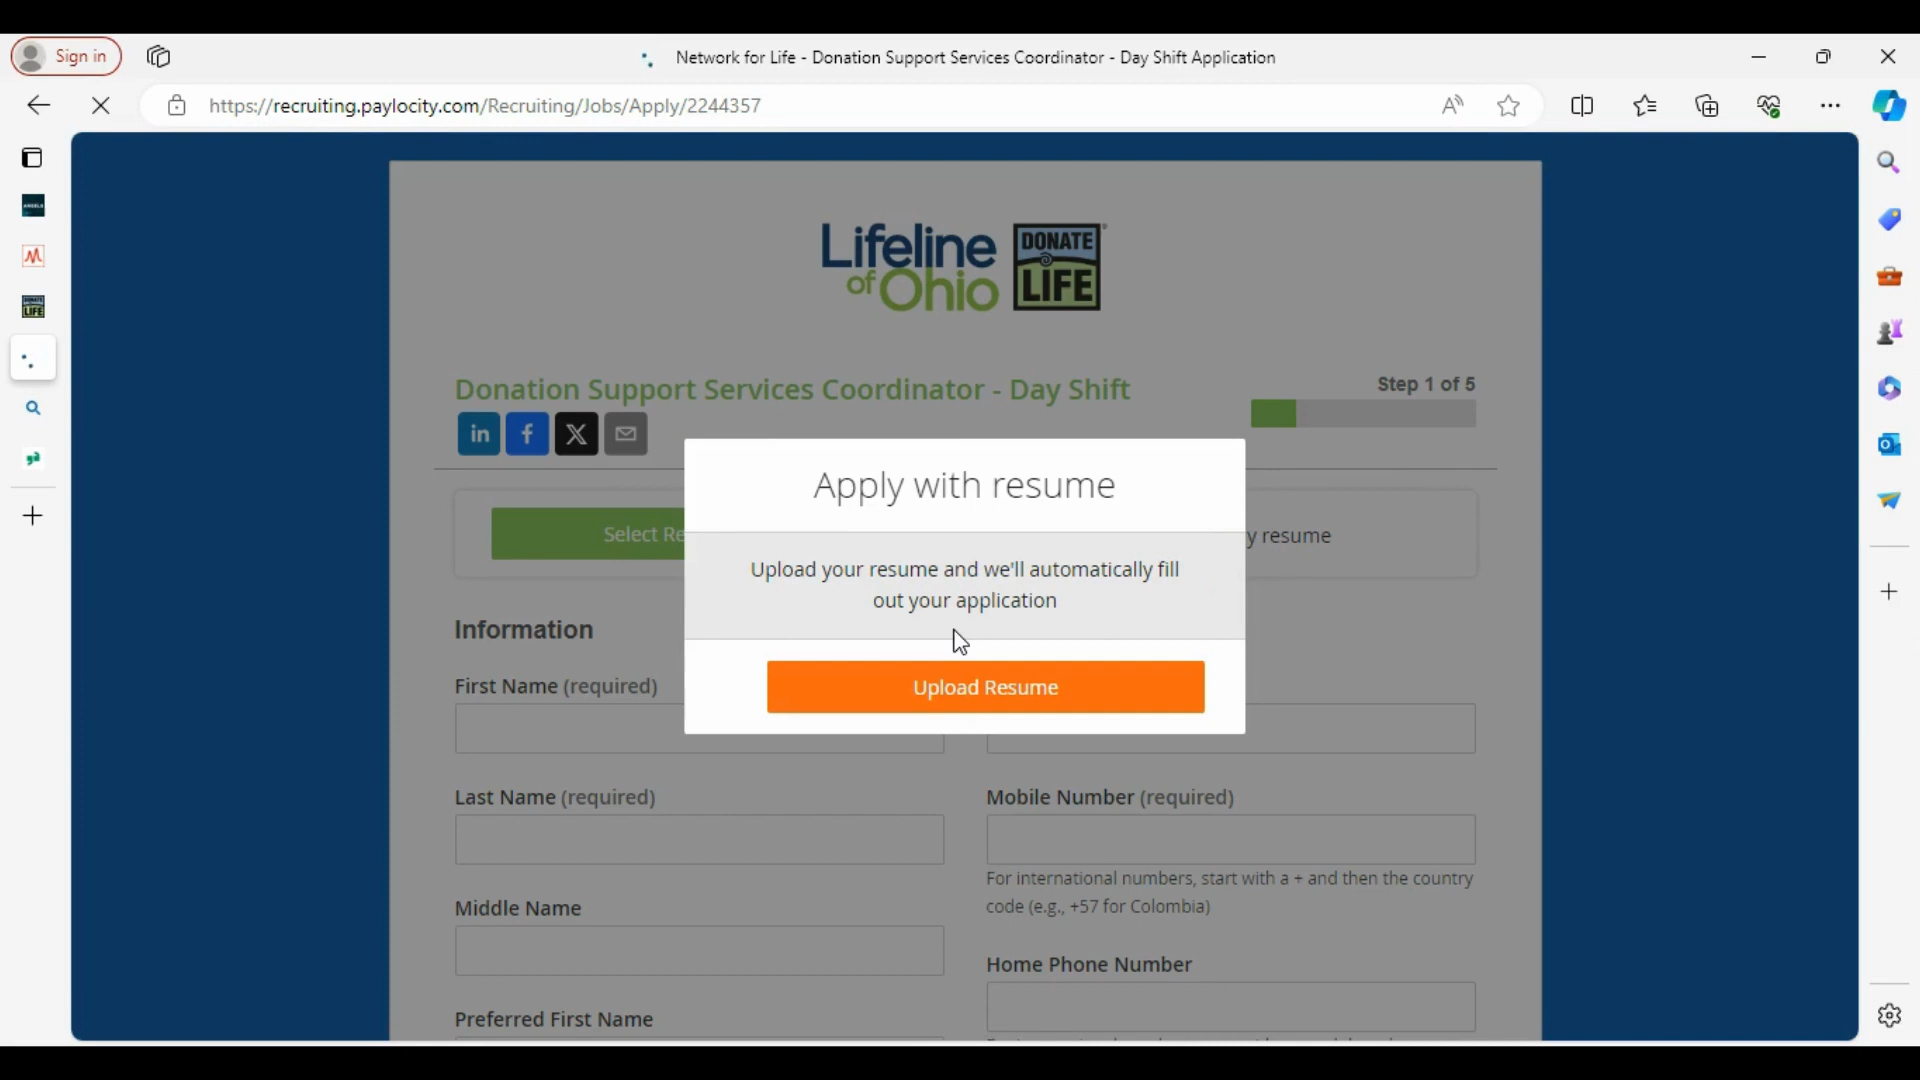 Sign in
Network for Life - Donation Support Services Coordinator - Day Shift Application
https://recruiting.paylocity.com/Recruiting/Jobs/Apply/2244357
Lifeline of Ohio
DONATE LIFE
Donation Support Services Coordinator - Day Shift
Step 1 of 5
Apply with resume
Select Re
y resume
Upload your resume and we'll automatically fill
out your application
Upload Resume
Information
First Name (required)
Last Name (required)
Mobile Number (required)
For international numbers, start with a + and then the country
code (e.g., +57 for Colombia)
Middle Name
Home Phone Number
Preferred First Name